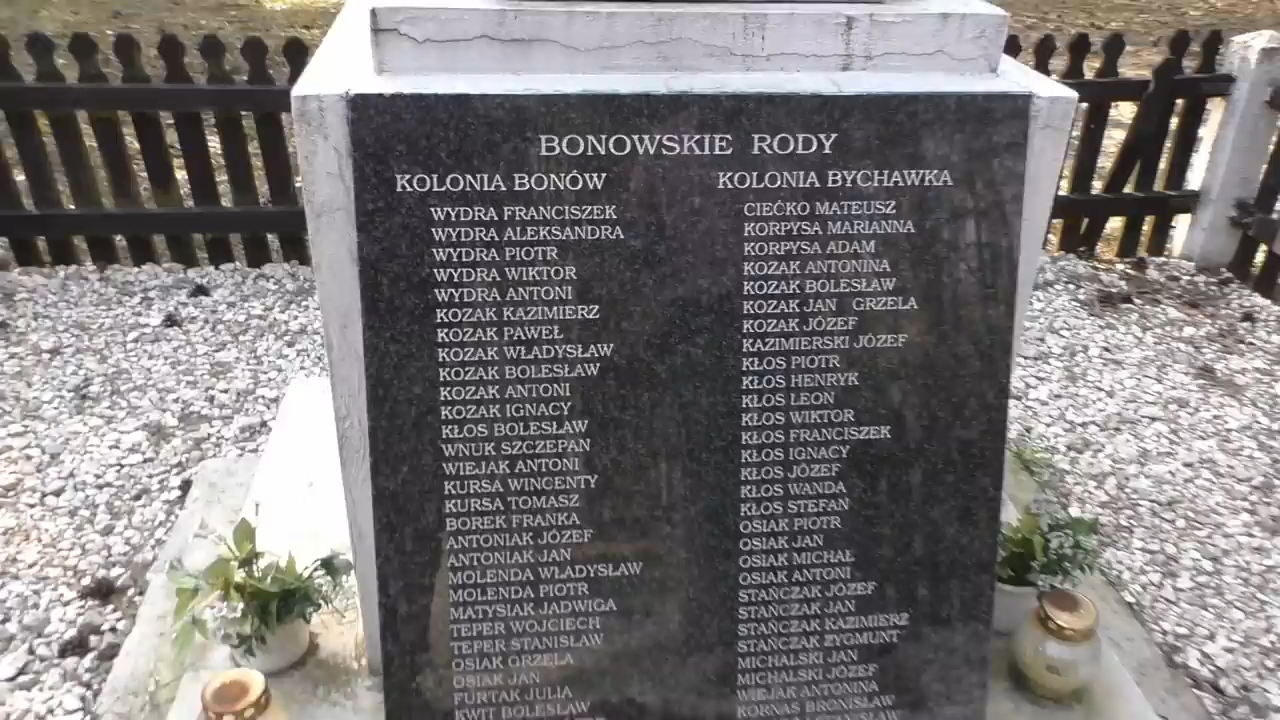 BONOWSKIE RODY
KOLONIA BONÓW
WYDRA FRANCISZEK
WYDRA ALEKSANDRA
WYDRA PIOTR
WYDRA WIKTOR
WYDRA ANTONI
KOZAK KAZIMIERZ
KOZAK PAWEŁ
KOZAK WŁADYSŁAW
KOZAK BOLESŁAW
KOZAK ANTONI
KOZAK IGNACY
KŁOS BOLESŁAW
WNUK SZCZEPAN
WIEJAK ANTONI
KURSA WINCENTY
KURSA TOMASZ
BOREK FRANKA
ANTONIAK JÓZEF
ANTONIAK JAN
MOLENDA WŁADYSŁAW
MOLENDA PIOTR
MATYSIAK JADWIGA
TEPER WOJCIECH
TEPER STANISŁAW
OSIAK GRZELA
OSIAK JAN
FURTAK JULIA
KWIT BOLESŁAW
KOLONIA BYCHAWKA
CIEĆKO MATEUSZ
KORPYSA MARIANNA
KORPYSA ADAM
KOZAK ANTONINA
KOZAK BOLESŁAW
KOZAK JAN GRZELA
KOZAK JÓZEF
KAZIMIERSKI JÓZEF
KŁOS PIOTR
KŁOS HENRYK
KŁOS LEON
KŁOS WIKTOR
KŁOS FRANCISZEK
KŁOS IGNACY
KŁOS JÓZEF
KŁOS WANDA
KŁOS STEFAN
OSIAK PIOTR
OSIAK JAN
OSIAK MICHAŁ
OSIAK ANTONI
STAŃCZAK JÓZEF
STAŃCZAK JAN
STAŃCZAK KAZIMIERZ
STAŃCZAK ZYGMUNT
MICHALSKI JAN
MICHALSKI JÓZEF
WIEJAK ANTONINA
KORNAS BRONISŁAW